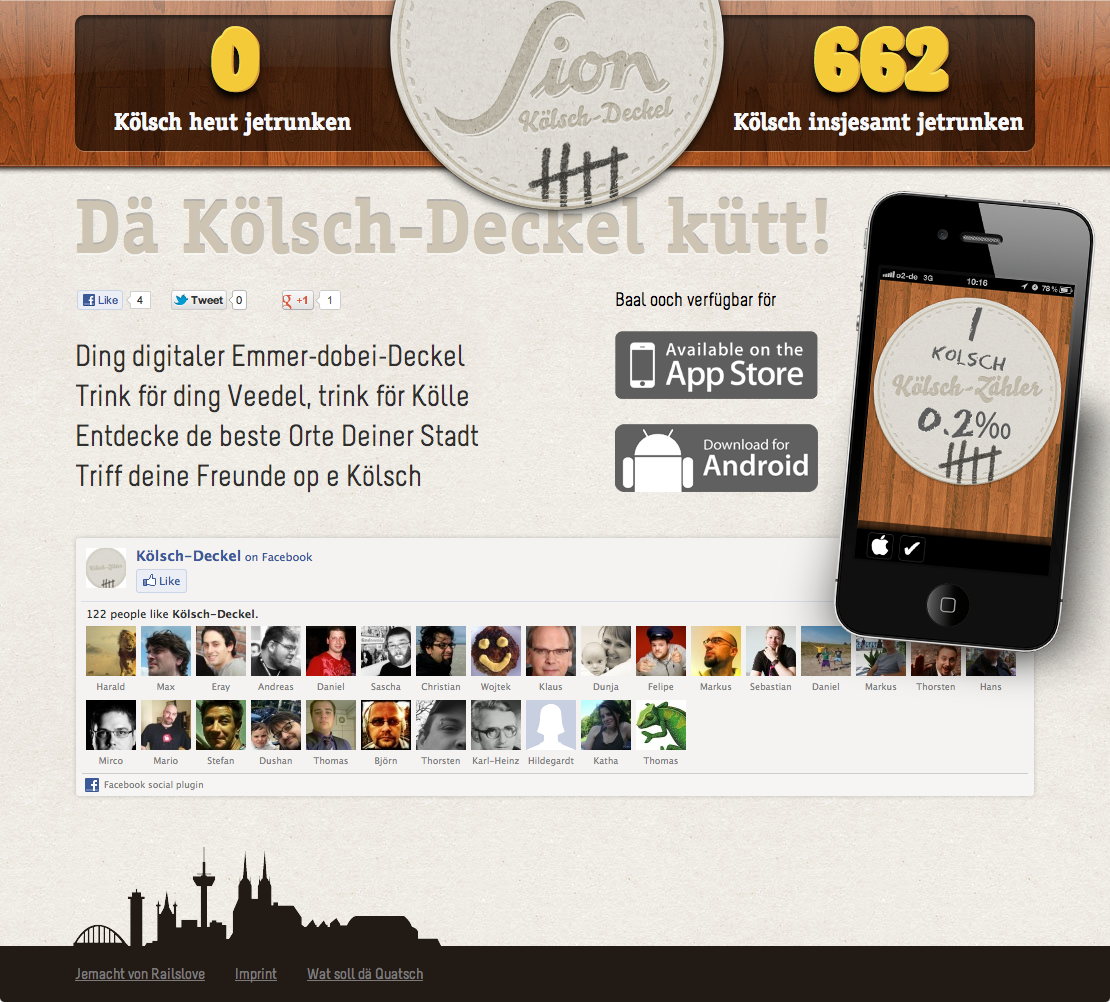 0
Kölsch heut jetrunken
Sion
Kölsch-Deckel
662
Kölsch insjesamt jetrunken
Dä Kölsch-Deckel kütt!
Like 4 Tweet 0 +1 1
Ding digitaler Emmer-dobei-Deckel
Trink för ding Veedel, trink för Kölle
Entdecke de beste Orte Deiner Stadt
Triff deine Freunde op e Kölsch
Baal ooch verfügbar för
Available on the
App Store
Download for
Android
o2-de 3G 10:16 78 %
1
KÖLSCH
Kölsch-Zähler
0.2‰
Kölsch-Deckel on Facebook
Like
122 people like Kölsch-Deckel.
Harald Max Eray Andreas Daniel Sascha Christian Wojtek Klaus Dunja Felipe Markus Sebastian Daniel Markus Thorsten Hans
Mirco Mario Stefan Dushan Thomas Björn Thorsten Karl-Heinz Hildegardt Katha Thomas
Facebook social plugin
Jemacht von Railslove Imprint Wat soll dä Quatsch